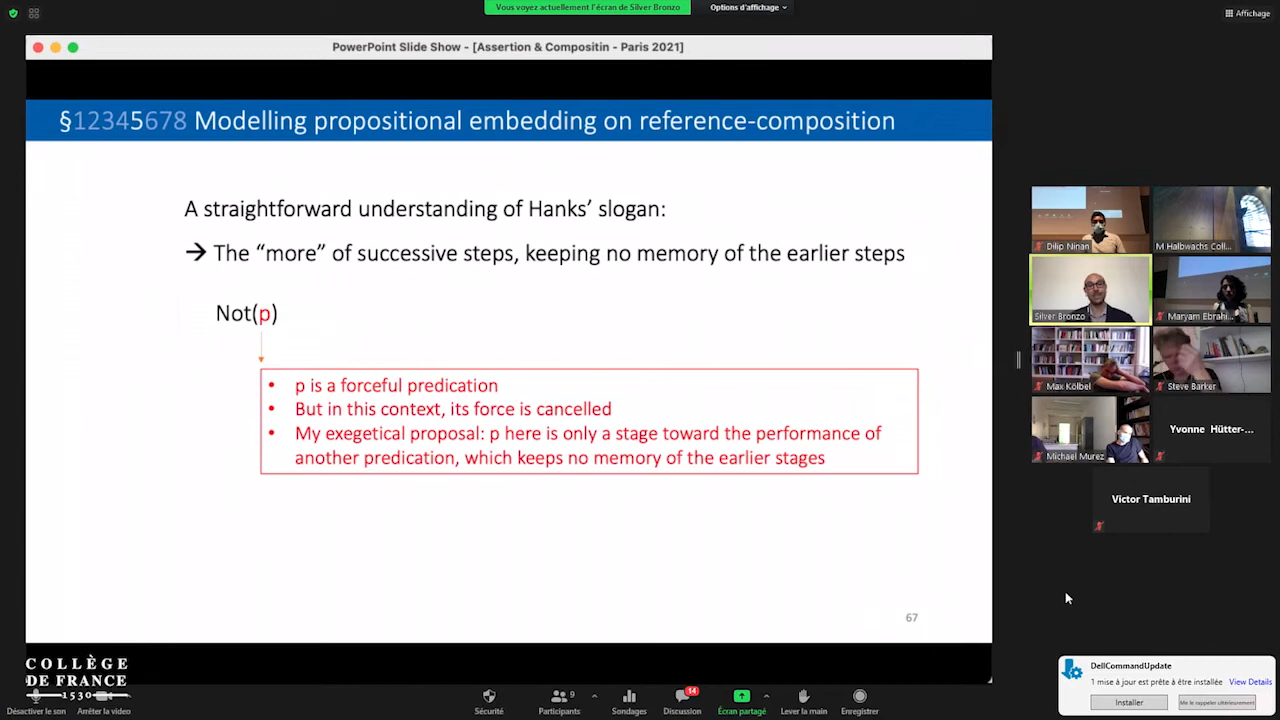 Vous voyez actuellement l'écran de Silver Bronzo
Options d'affichage
Affichage
PowerPoint Slide Show - [Assertion & Compositin - Paris 2021]
§12345678 Modelling propositional embedding on reference-composition
A straightforward understanding of Hanks' slogan:
→ The “more” of successive steps, keeping no memory of the earlier steps
Not(p)
• p is a forceful predication
• But in this context, its force is cancelled
• My exegetical proposal: p here is only a stage toward the performance of
another predication, which keeps no memory of the earlier stages
67
Dilip Ninan
M Halbwachs Coll...
Silver Bronzo
Maryam Ebrahi...
Max Kölbel
Steve Barker
Michael Murez
Yvonne Hütter-...
Victor Tamburini
COLLÈGE
DE FRANCE
1530
DellCommandUpdate
1 mise à jour est prête à être installée
View Details
Installer
Me le rappeler ultérieurement
Désactiver le son
Arrêter la vidéo
Sécurité
9
Participants
Sondages
14
Discussion
Écran partagé
Lever la main
Enregistrer